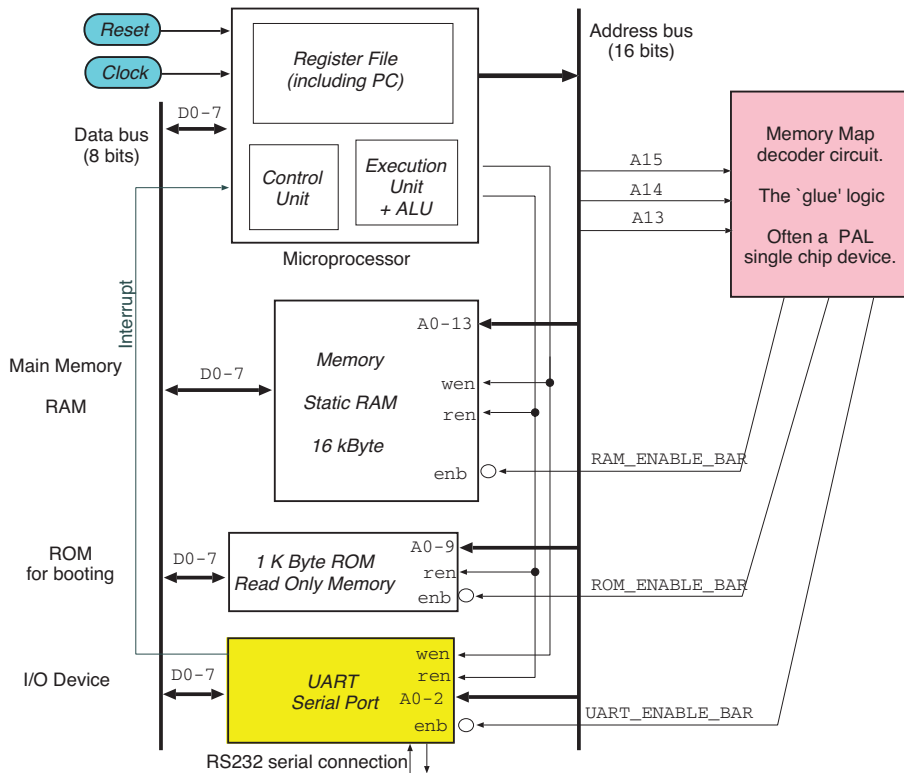 Reset
Clock
Register File
(including PC)
Control
Unit
Execution
Unit
+ ALU
Microprocessor
Address bus
(16 bits)
D0-7
Data bus
(8 bits)
A15
A14
A13
Memory Map
decoder circuit.
The `glue' logic
Often a PAL
single chip device.
Interrupt
Main Memory
RAM
D0-7
A0-13
Memory
Static RAM
16 kByte
wen
ren
enb
RAM_ENABLE_BAR
ROM
for booting
D0-7
1 K Byte ROM
Read Only Memory
A0-9
ren
enb
ROM_ENABLE_BAR
I/O Device
D0-7
UART
Serial Port
wen
ren
A0-2
enb
UART_ENABLE_BAR
RS232 serial connection